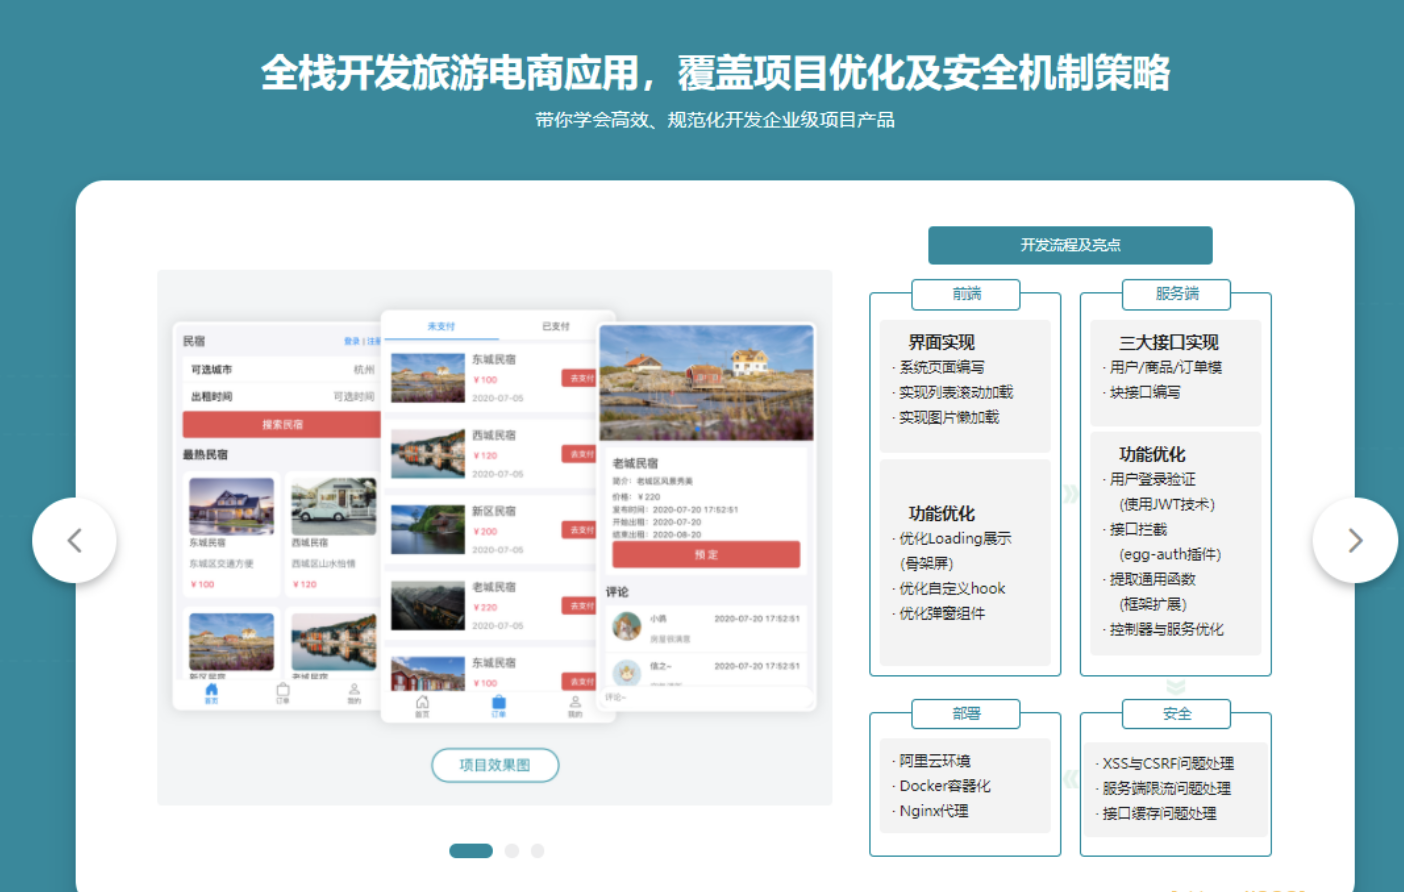 全栈开发旅游电商应用，覆盖项目优化及安全机制策略
带你学会高效、规范化开发企业级项目产品
民宿
登录 | 注册
可选城市
杭州
出租时间
可选时间
搜索民宿
最热民宿
东城民宿
东城区交通方便
￥100
西城民宿
西城区山水怡情
￥120
新区民宿
老城民宿
首页
订单
我的
未支付
已支付
东城民宿
￥100
2020-07-05
去支付
西城民宿
￥120
2020-07-05
去支付
新区民宿
￥200
2020-07-05
去支付
老城民宿
￥220
2020-07-05
去支付
东城民宿
￥100
去支付
首页
订单
我的
老城民宿
简介：老城区风景秀美
价格：￥220
发布时间：2020-07-20 17:52:51
开始出租：2020-07-20
结束出租：2020-08-20
预 定
评论
2020-07-20 17:52:51
房屋很满意
信之~
2020-07-20 17:52:51
评论~
项目效果图
开发流程及亮点
前端
界面实现
· 系统页面编写
· 实现列表滚动加载
· 实现图片懒加载
功能优化
· 优化Loading展示
(骨架屏)
· 优化自定义hook
· 优化弹窗组件
服务端
三大接口实现
· 用户/商品/订单模
· 块接口编写
功能优化
· 用户登录验证
(使用JWT技术)
· 接口拦截
(egg-auth插件)
· 提取通用函数
(框架扩展)
· 控制器与服务优化
部署
· 阿里云环境
· Docker容器化
· Nginx代理
安全
· XSS与CSRF问题处理
· 服务端限流问题处理
· 接口缓存问题处理